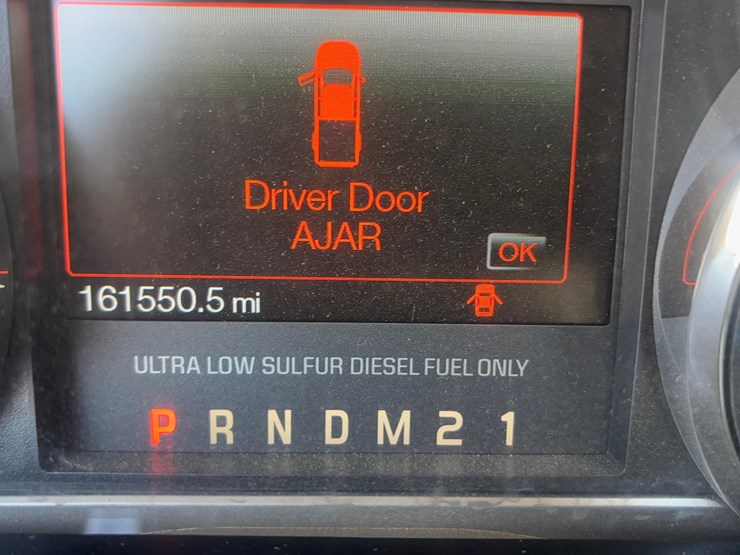 Driver Door
AJAR
OK
161550.5 mi
ULTRA LOW SULFUR DIESEL FUEL ONLY
P R N D M 2 1